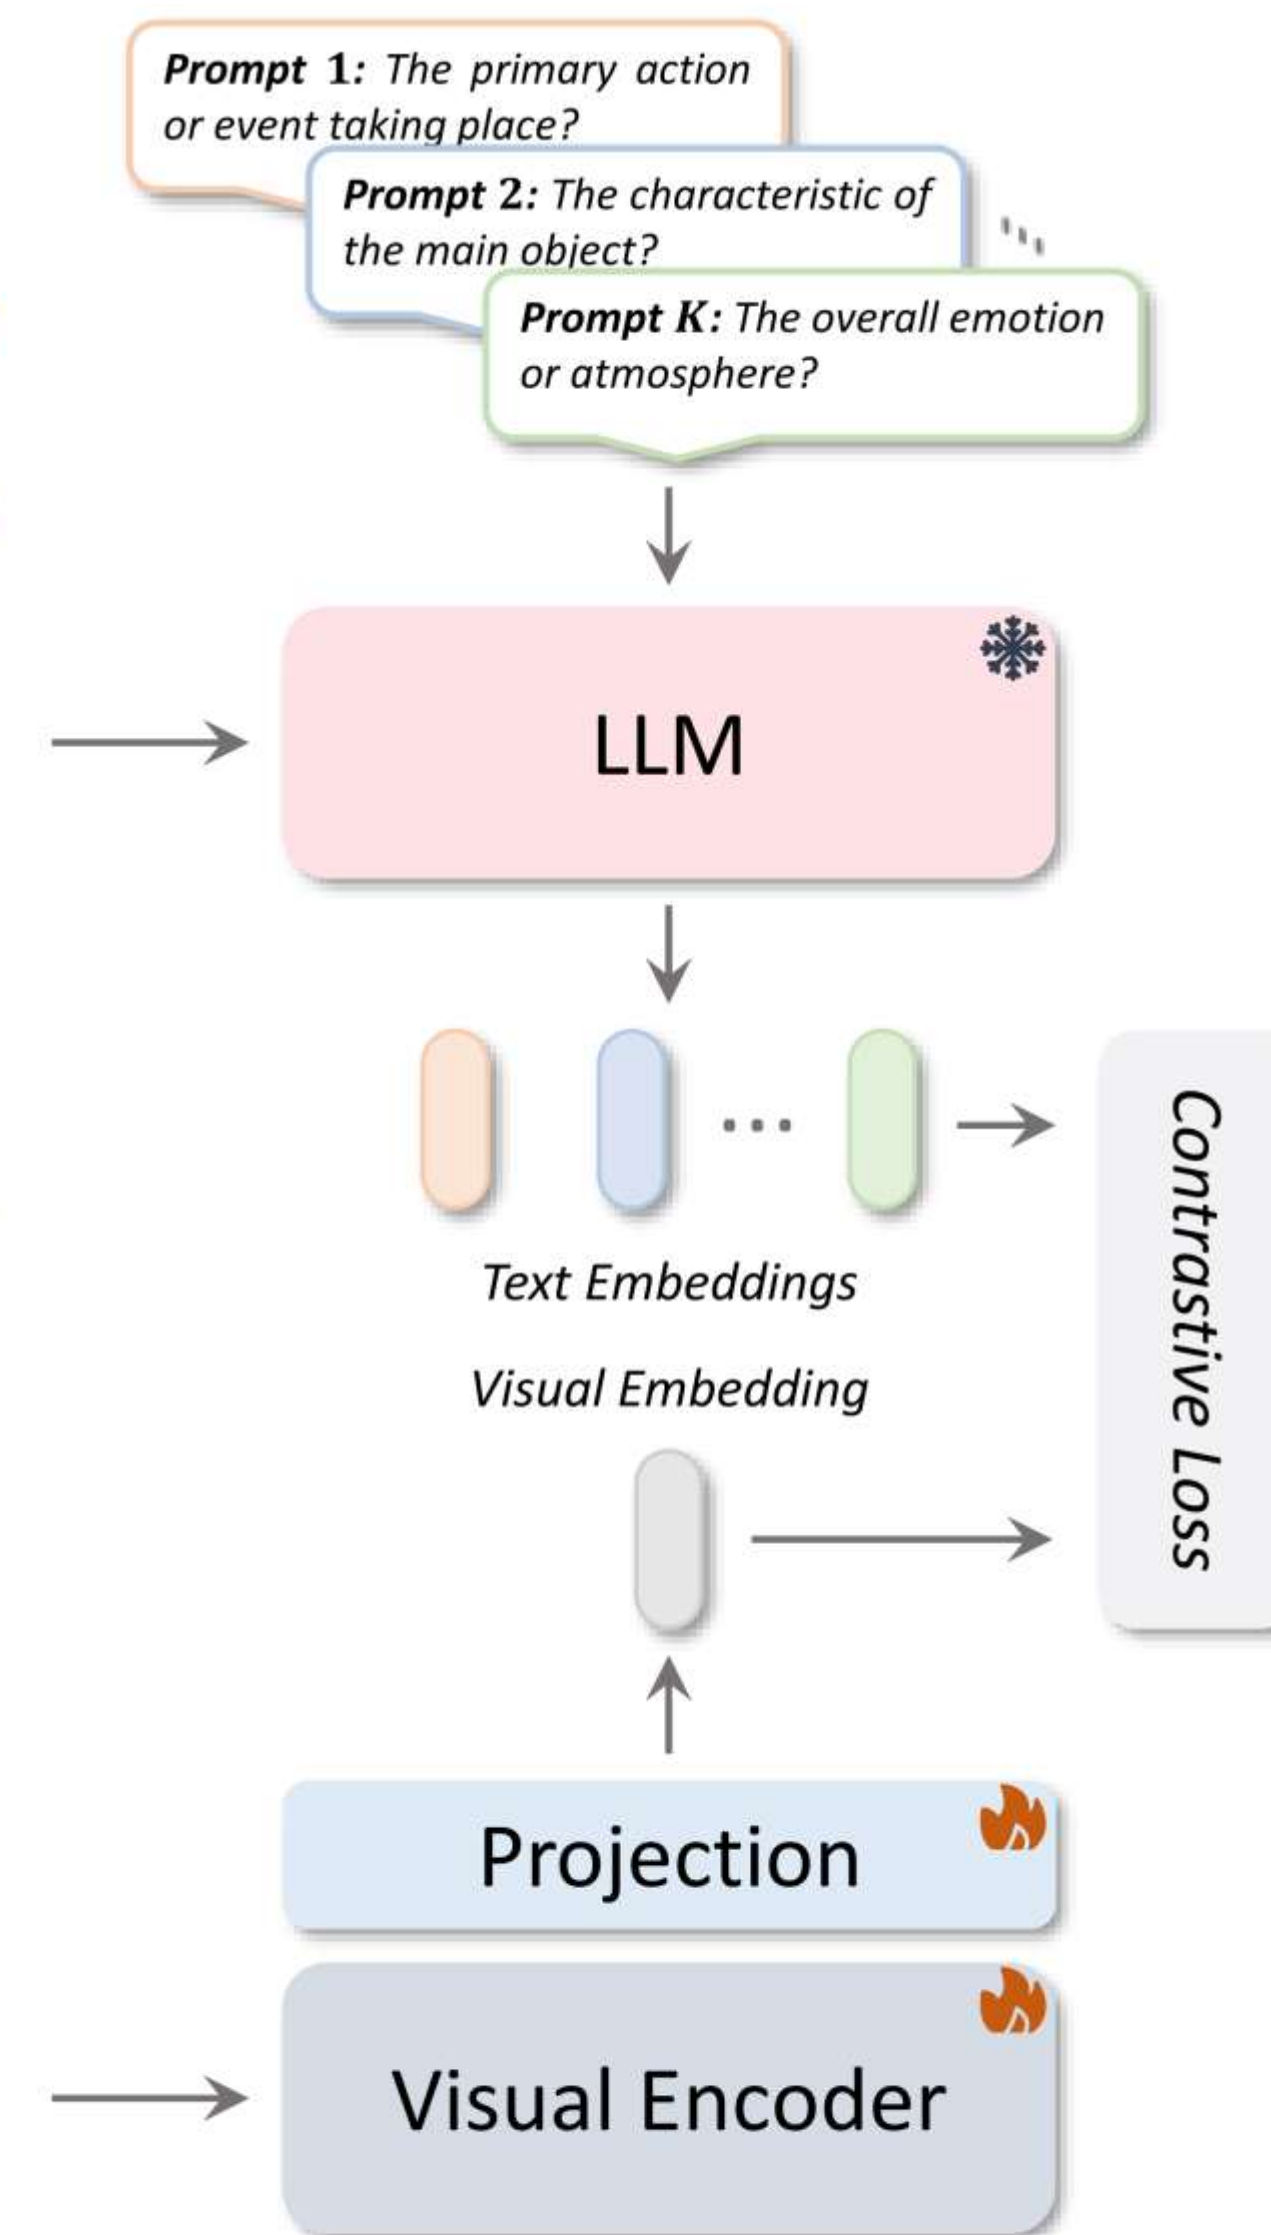 Prompt 1: The primary action
or event taking place?
Prompt 2: The characteristic of
the main object?
Prompt K: The overall emotion
or atmosphere?
LLM
Text Embeddings
Visual Embedding
Contrastive Loss
Projection
Visual Encoder